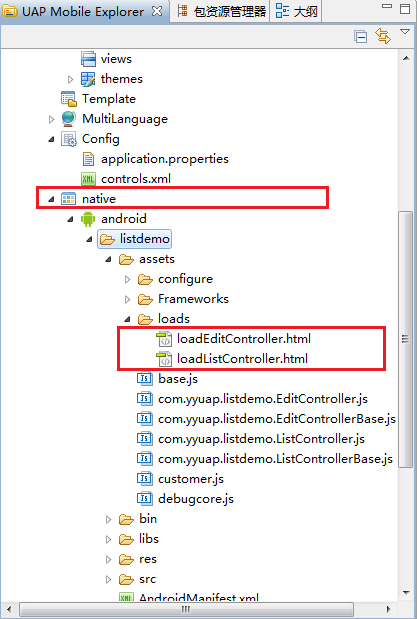 UAP Mobile Explorer 包资源管理器 大纲
views
themes
Template
MultiLanguage
Config
application.properties
XML controls.xml
native
android
listdemo
assets
configure
Frameworks
loads
loadEditController.html
loadListController.html
base.js
com.yyuap.listdemo.EditController.js
com.yyuap.listdemo.EditControllerBase.js
com.yyuap.listdemo.ListController.js
com.yyuap.listdemo.ListControllerBase.js
customer.js
debugcore.js
bin
libs
res
src
AndroidManifest.xml